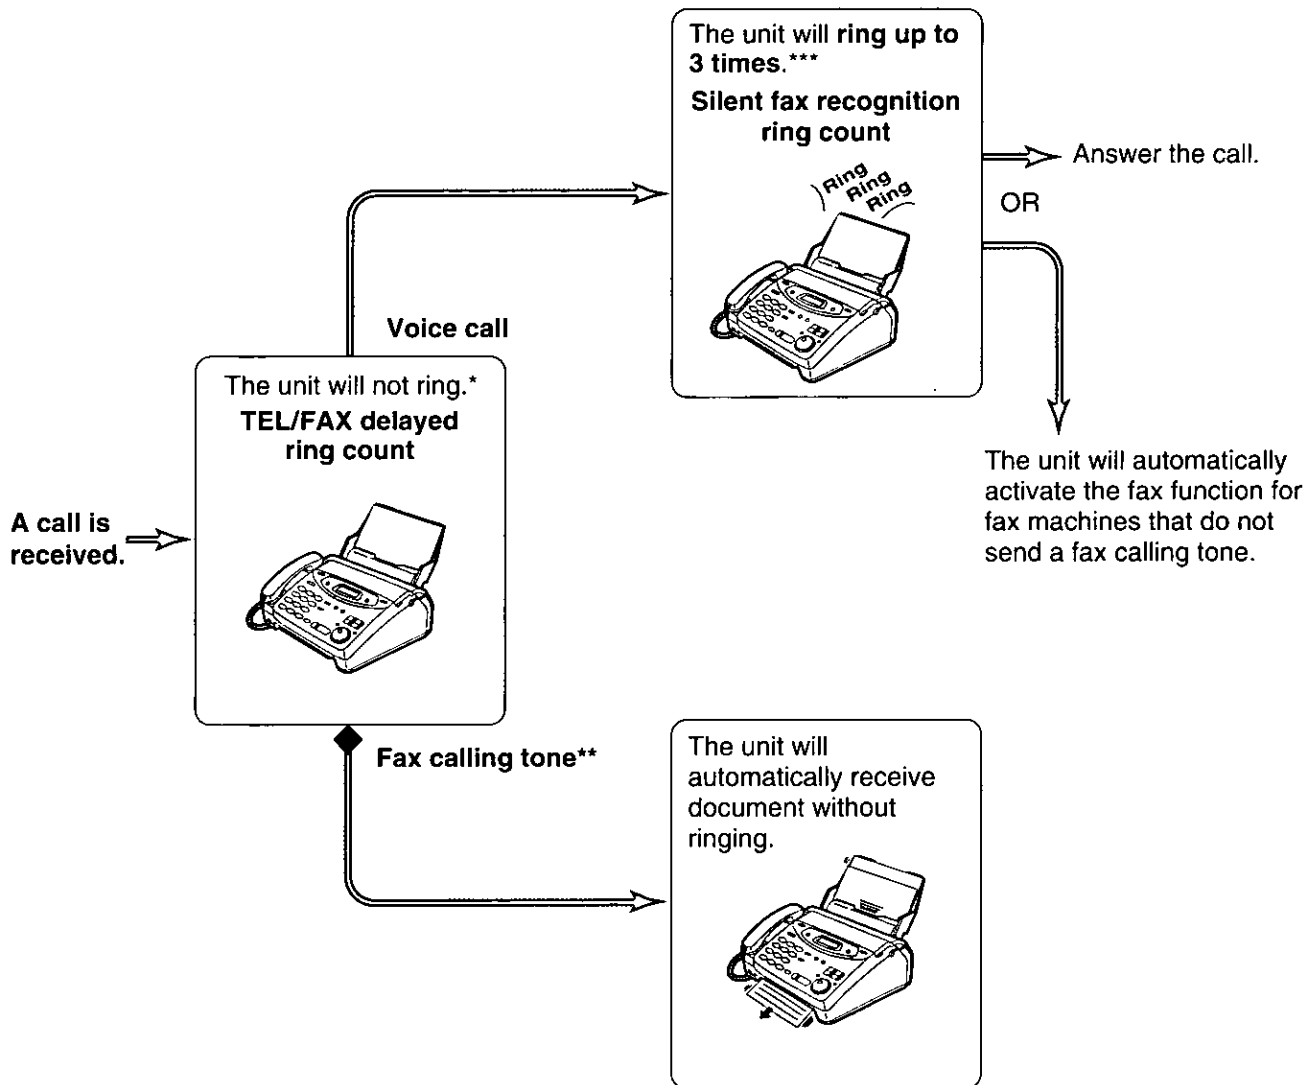 The unit will ring up to
3 times.***
Silent fax recognition
ring count
Ring
Ring
Ring
Answer the call.
OR
The unit will automatically
activate the fax function for
fax machines that do not
send a fax calling tone.
Voice call
The unit will not ring.*
TEL/FAX delayed
ring count
A call is
received.
Fax calling tone**
The unit will
automatically receive
document without
ringing.